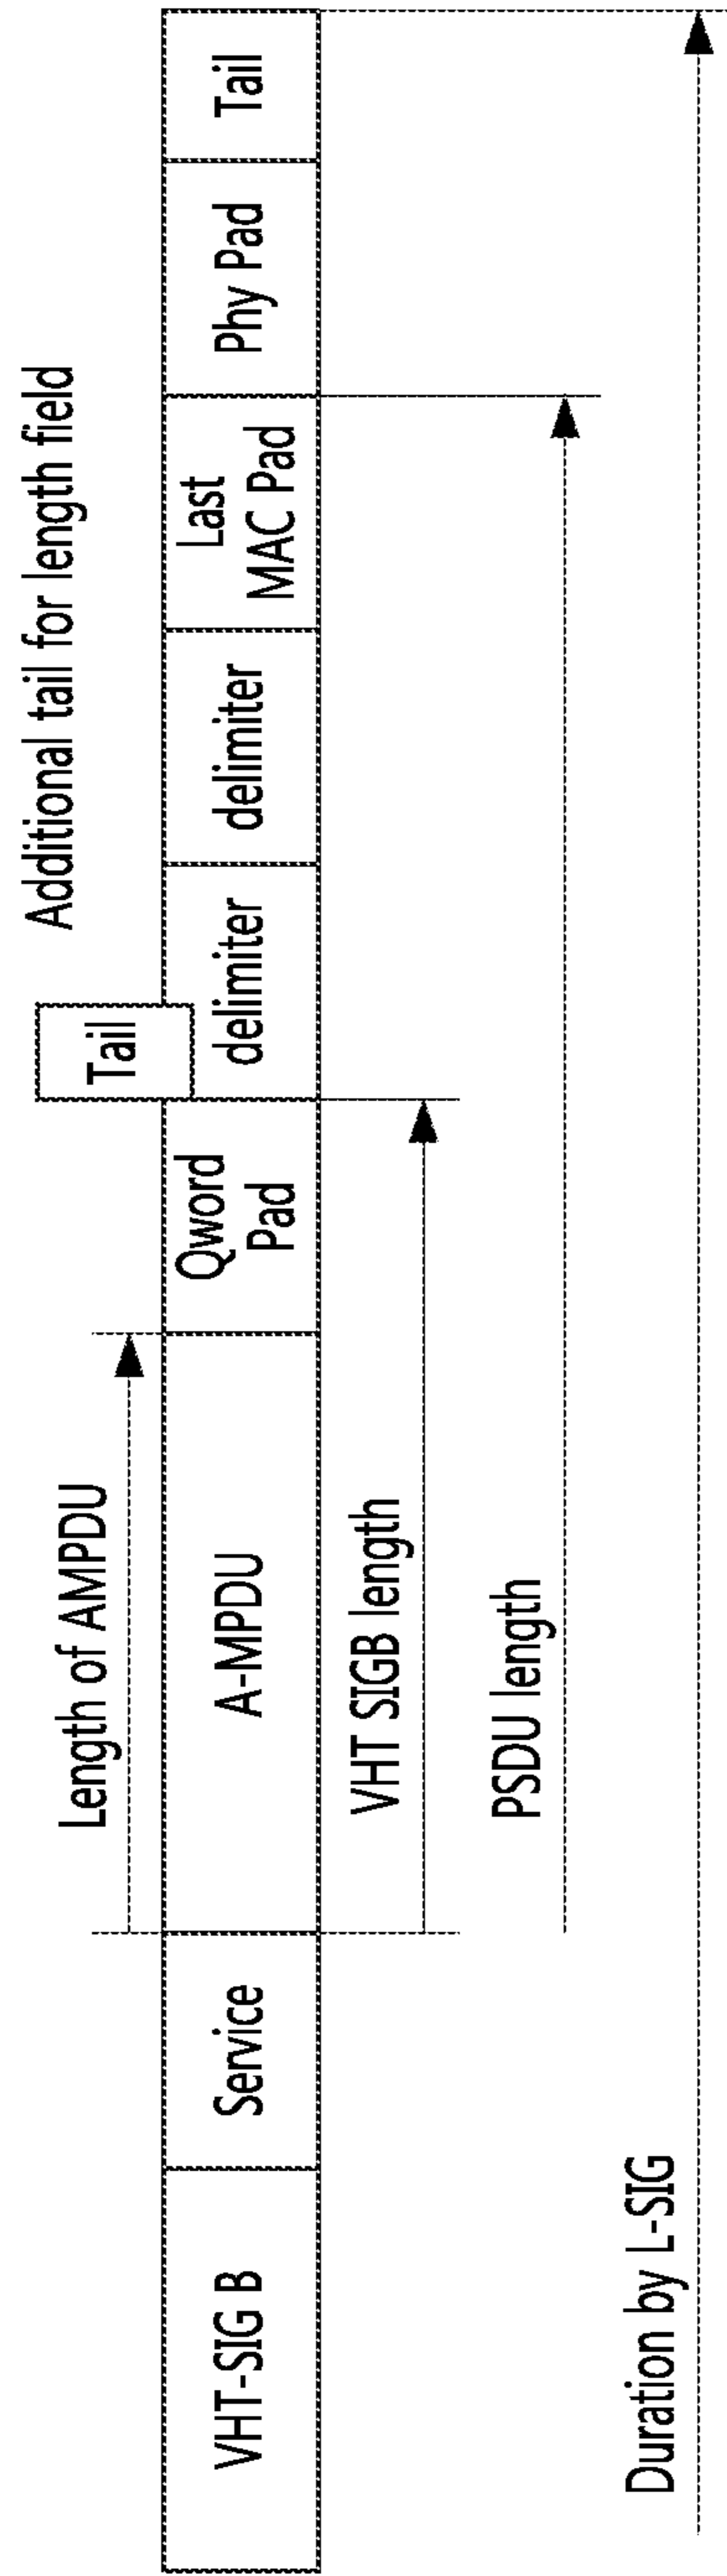 Additional tail for length field
Length of AMPDU
Tail
VHT-SIG B
Service
A-MPDU
Qword
Pad
delimiter
delimiter
Last
MAC Pad
Phy Pad
Tail
VHT SIGB length
PSDU length
Duration by L-SIG